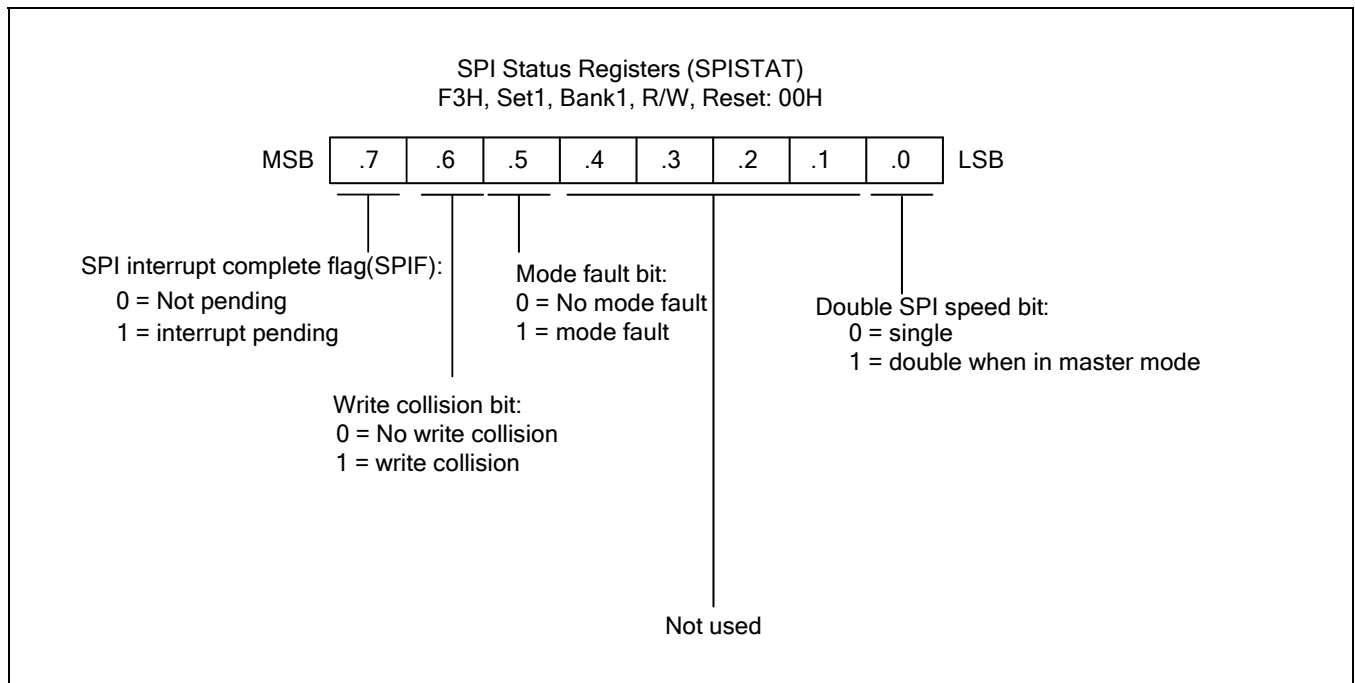 SPI Status Registers (SPISTAT)
F3H, Set1, Bank1, R/W, Reset: 00H
MSB .7 .6 .5 .4 .3 .2 .1 .0 LSB
SPI interrupt complete flag(SPIF):
0 = Not pending
1 = interrupt pending
Mode fault bit:
0 = No mode fault
1 = mode fault
Double SPI speed bit:
0 = single
1 = double when in master mode
Write collision bit:
0 = No write collision
1 = write collision
Not used